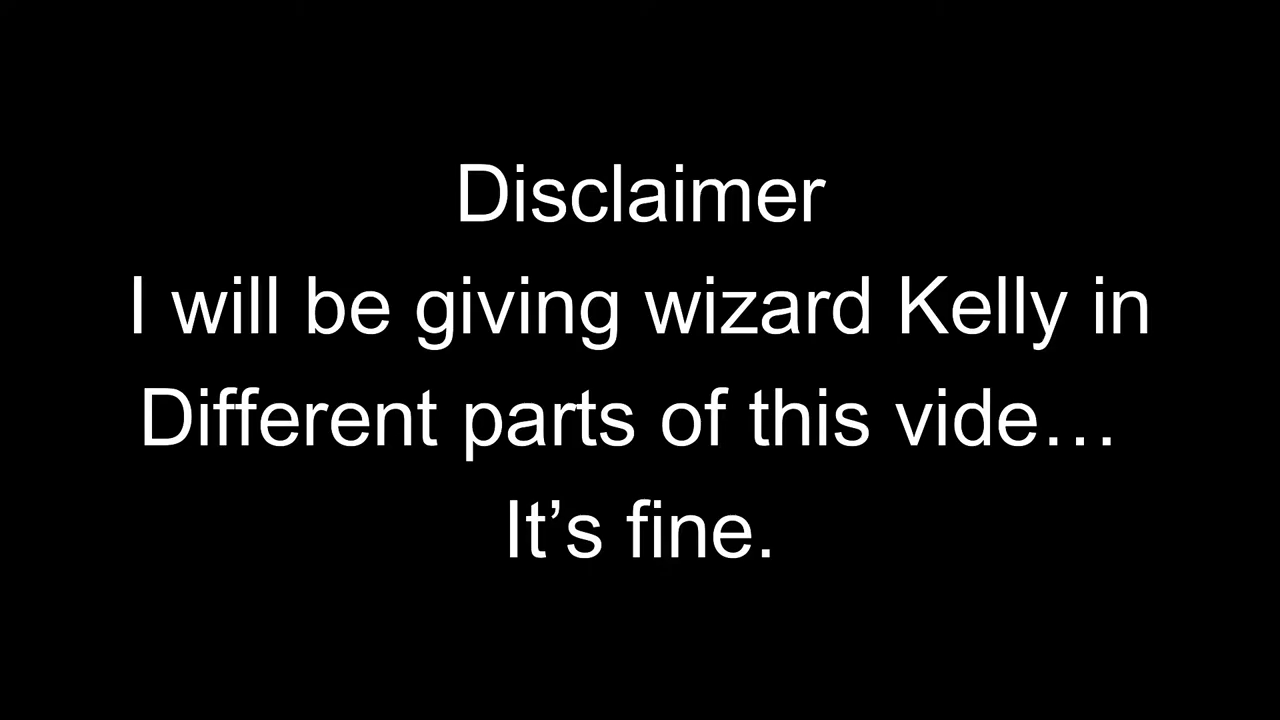 Disclaimer
I will be giving wizard Kelly in
Different parts of this vide…
It’s fine.